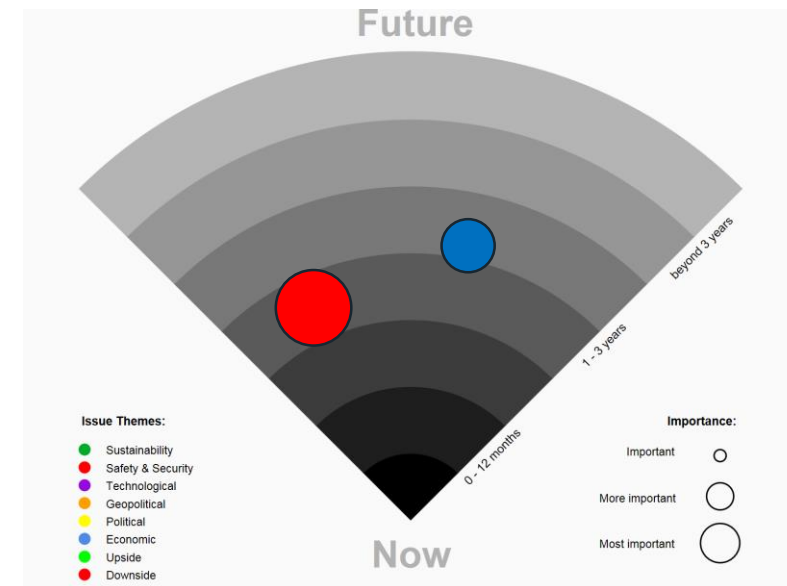 Future
beyond 3 years
1 - 3 years
0 - 12 months
Now
Issue Themes:
Sustainability
Safety & Security
Technological
Geopolitical
Political
Economic
Upside
Downside
Importance:
Important
More important
Most important